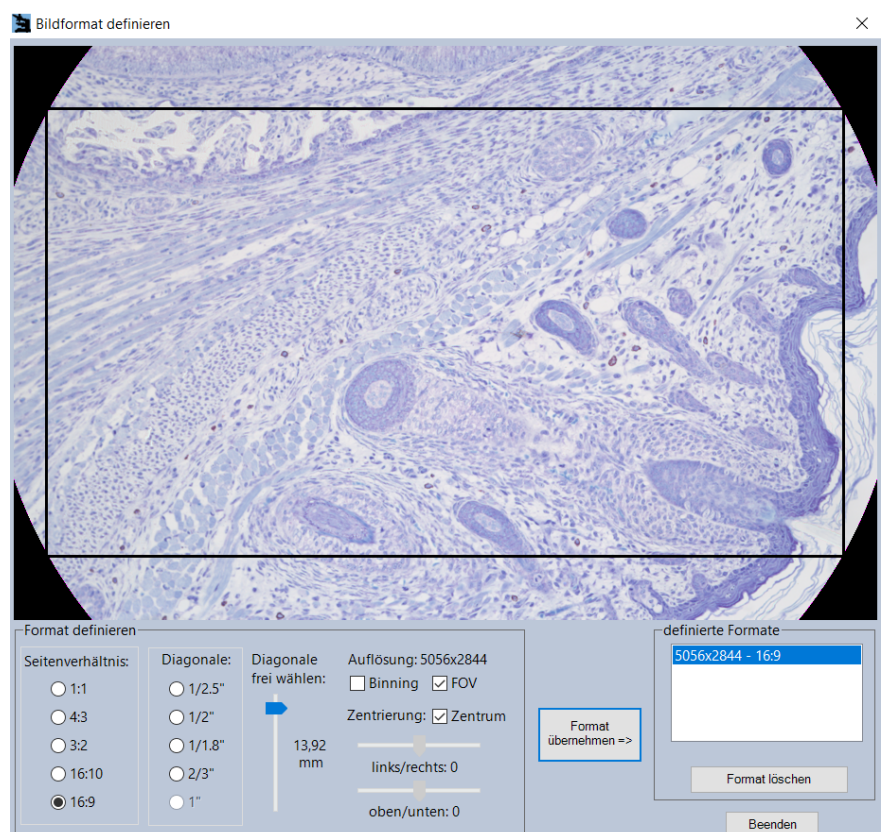 Bildformat definieren
Format definieren
Seitenverhältnis:
1:1
4:3
3:2
16:10
16:9
Diagonale:
1/2.5"
1/2"
1/1.8"
2/3"
1"
Diagonale
frei wählen:
13,92
mm
Auflösung: 5056x2844
Binning
FOV
Zentrierung:
Zentrum
links/rechts: 0
oben/unten: 0
Format
übernehmen =>
definierte Formate
5056x2844 - 16:9
Format löschen
Beenden